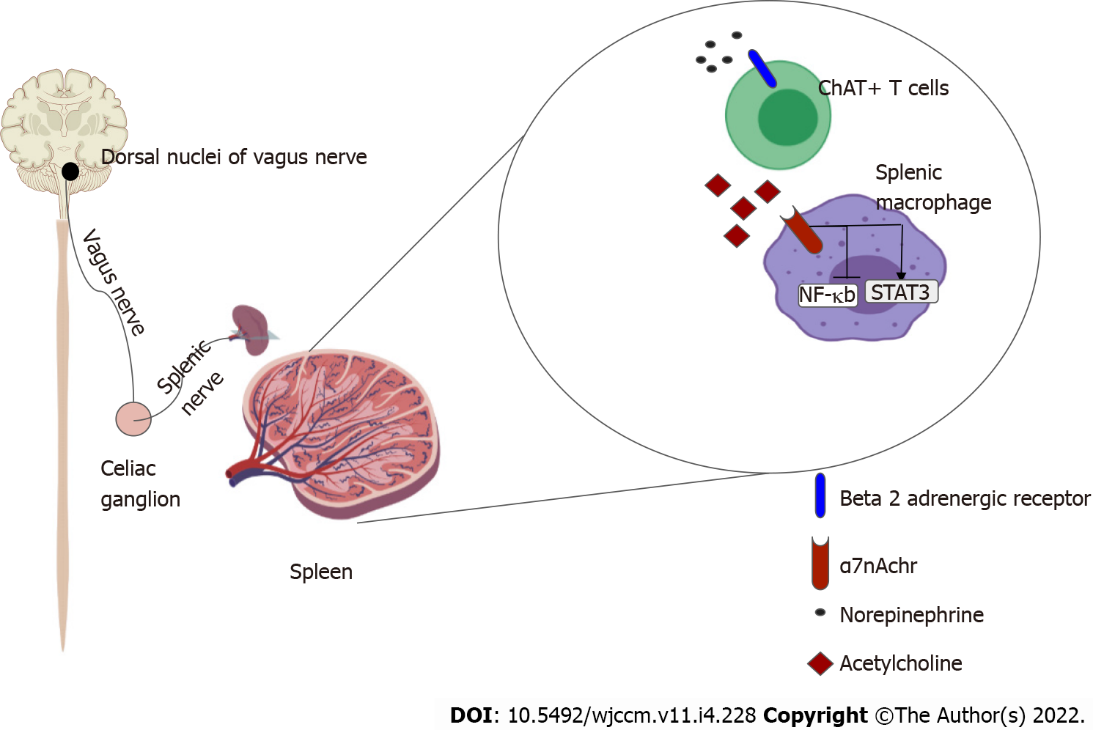 ChAT+ T cells
Dorsal nuclei of vagus nerve
Splenic
macrophage
Vagus nerve
NF-κb
STAT3
Splenic
nerve
Celiac
ganglion
Spleen
Beta 2 adrenergic receptor
α7nAchr
Norepinephrine
Acetylcholine
DOI: 10.5492/wjccm.v11.i4.228 Copyright ©The Author(s) 2022.